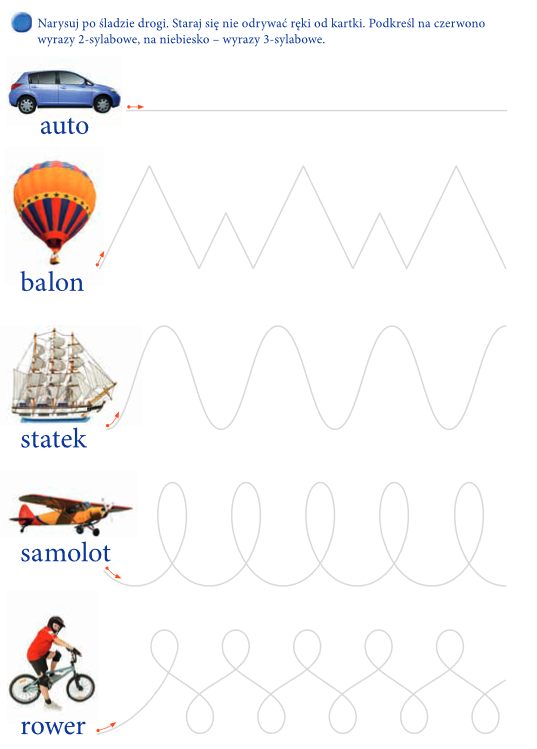 Narysuj po śladzie drogi. Staraj się nie odrywać ręki od kartki. Podkreśl na czerwono
wyrazy 2-sylabowe, na niebiesko – wyrazy 3-sylabowe.
auto
balon
statek
samolot
rower